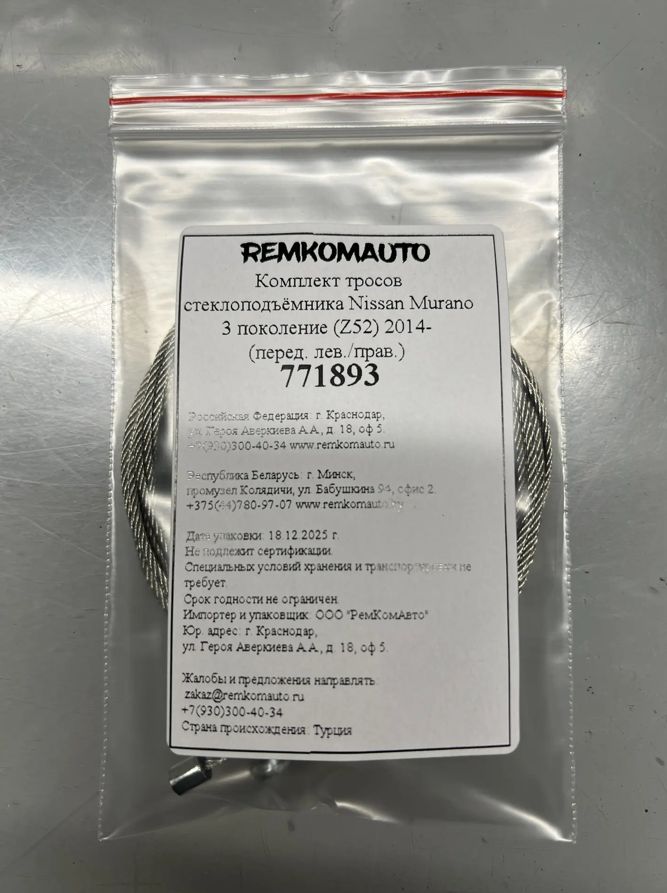 REMKOMAUTO
Комплект тросов
стеклоподъёмника Nissan Murano
3 поколение (Z52) 2014-
(перед. лев./прав.)
771893
Российская Федерация: г. Краснодар,
ул. Героя Аверкиева А.А., д. 18, оф 5.
+7(930)300-40-34 www.remkomauto.ru
Республика Беларусь: г. Минск,
промузел Колядичи, ул. Бабушкина 94, офис 2.
+375(44)780-97-07 www.remkomauto.by
Дата упаковки: 18.12.2025 г.
Не подлежит сертификации.
Специальных условий хранения и транспортировки не
требует.
Срок годности не ограничен.
Импортер и упаковщик: ООО "РемКомАвто"
Юр. адрес: г. Краснодар,
ул. Героя Аверкиева А.А., д. 18, оф 5.
Жалобы и предложения направлять:
zakaz@remkomauto.ru
+7(930)300-40-34
Страна происхождения: Турция